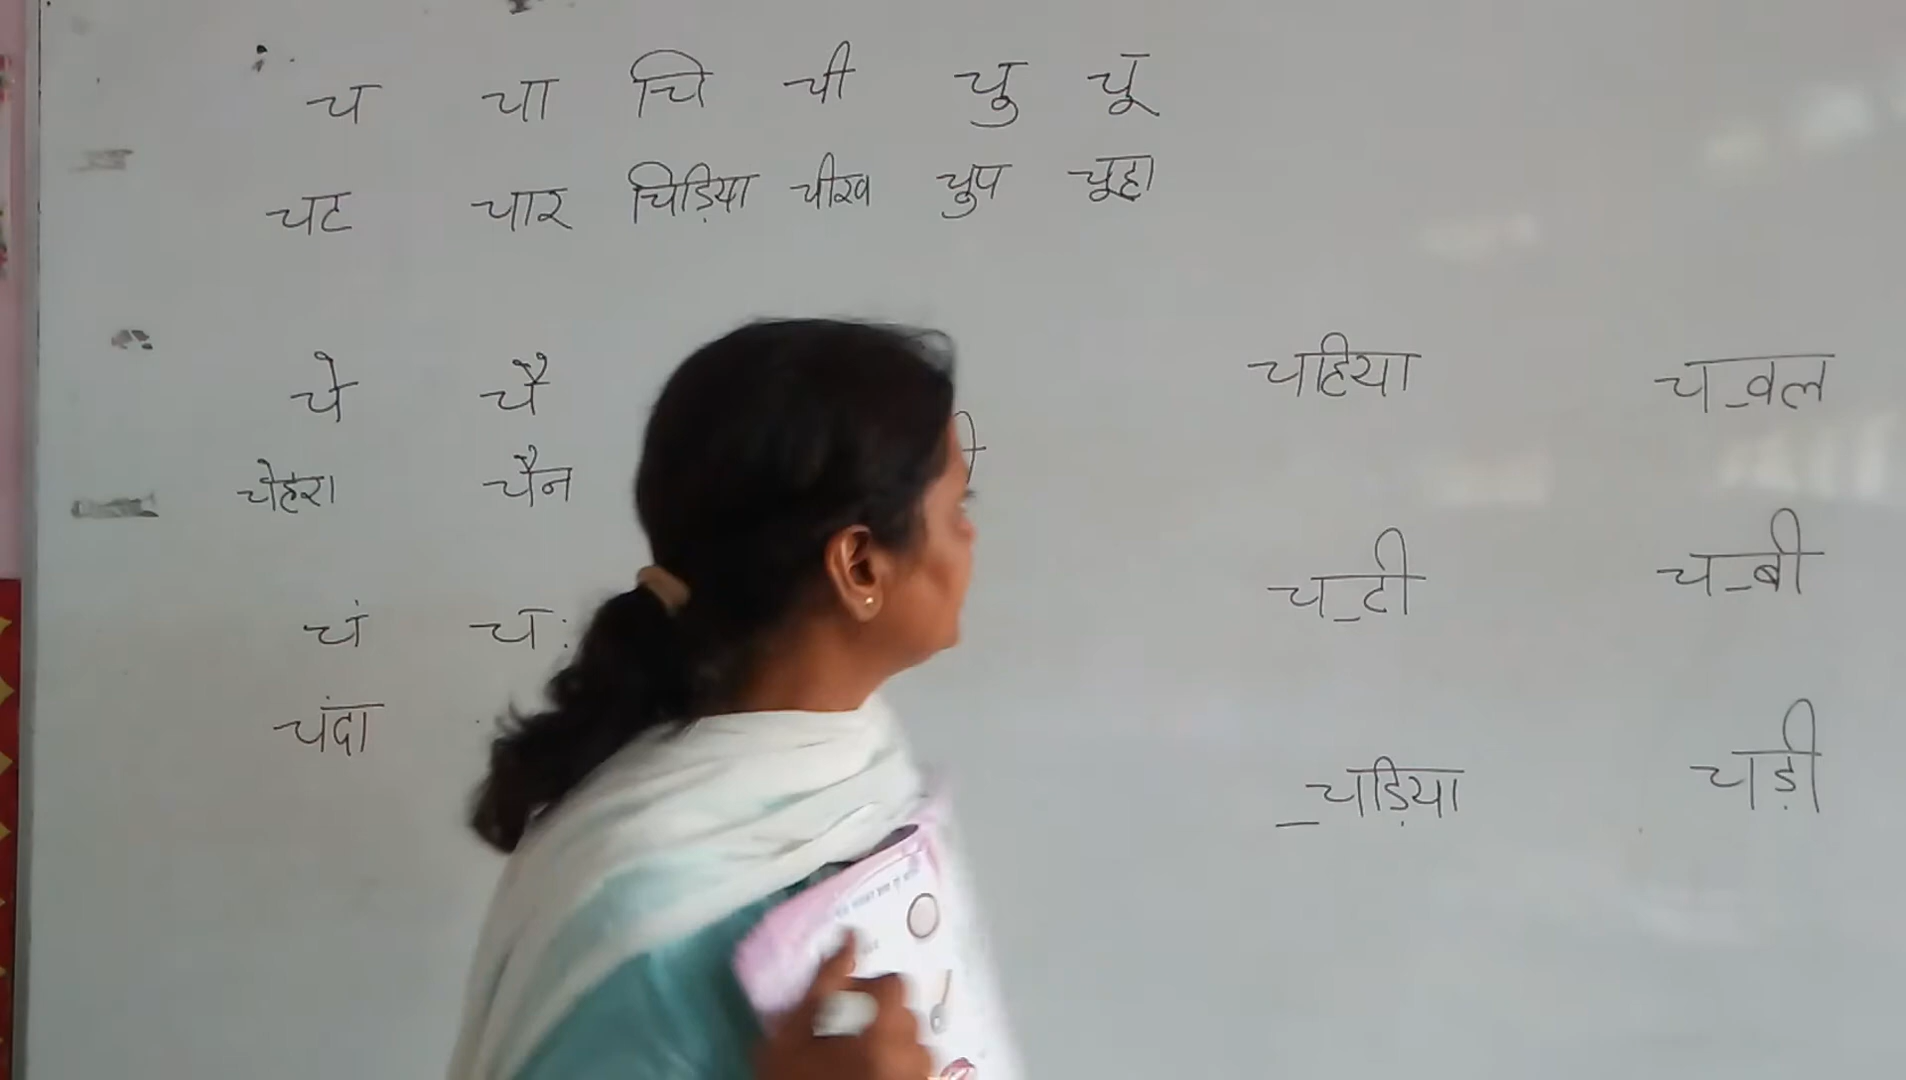 च चा चि ची चु चू
चट चार चिड़िया चीख चुप चूहा
चे चै
चेहरा चैन
चं च:
चंदा
चहिया च_वल
च_टी च_बी
_चड़िया चड़ी